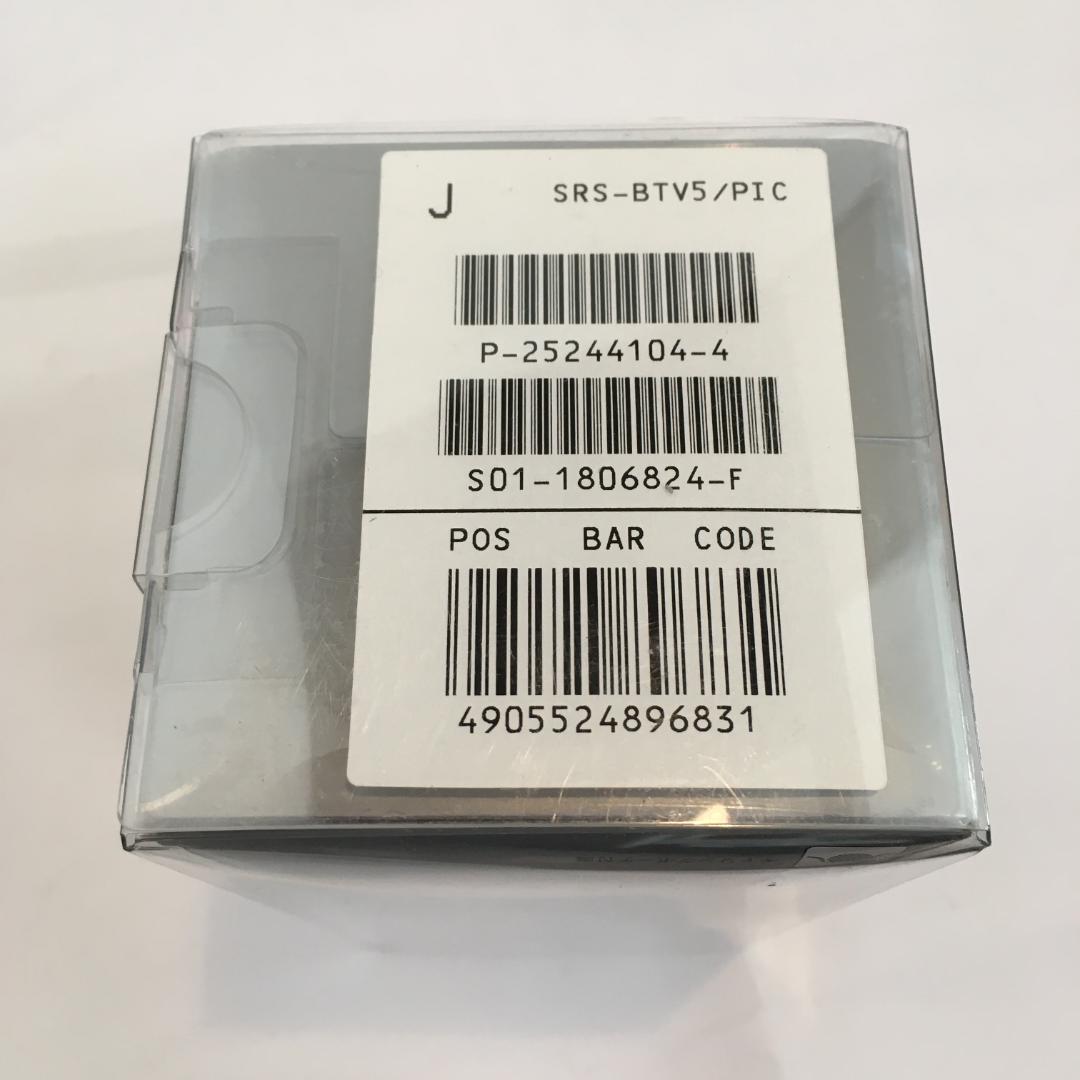 J SRS-BTV5/PIC
P-25244104-4
S01-1806824-F
POS BAR CODE
4905524896831